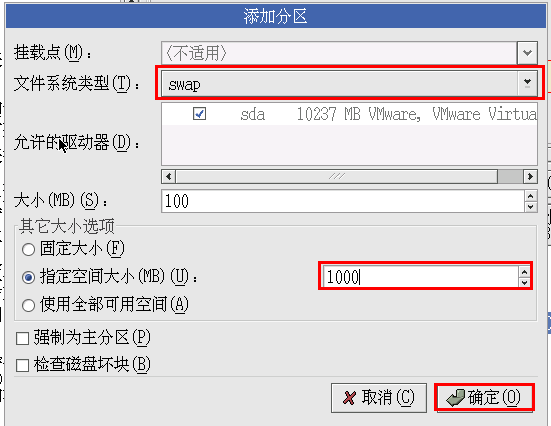 添加分区
挂载点(M)： 〈不适用〉
文件系统类型(T)： swap
sda 10237 MB VMware, VMware Virtua
允许的驱动器(D)：
大小(MB)(S)： 100
其它大小选项
固定大小(F)
指定空间大小(MB)(U)： 1000
使用全部可用空间(A)
强制为主分区(P)
检查磁盘坏块(B)
取消(C) 确定(O)